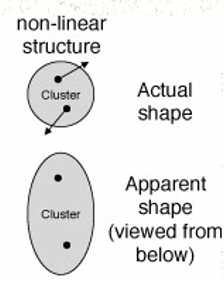 non-linear
structure
Cluster
Actual
shape
Cluster
Apparent
shape
(viewed from
below)